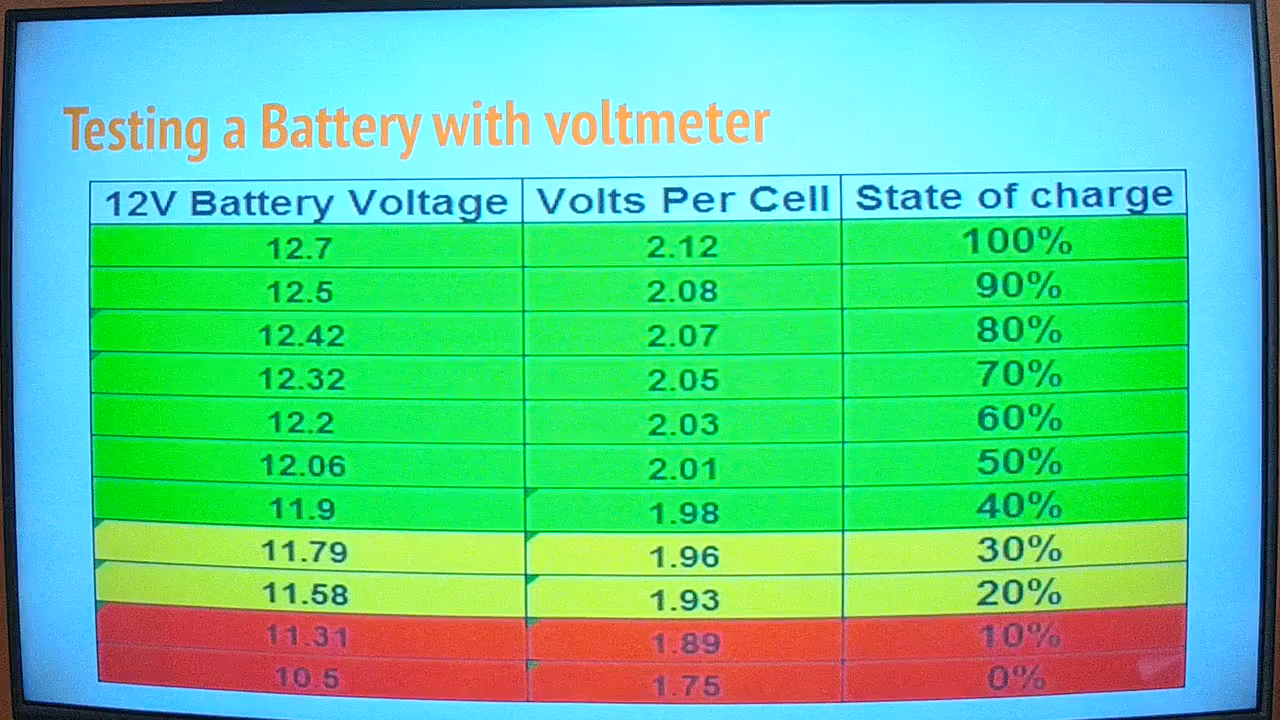 Testing a Battery with voltmeter
12V Battery Voltage Volts Per Cell State of charge
12.7 2.12 100%
12.5 2.08 90%
12.42 2.07 80%
12.32 2.05 70%
12.2 2.03 60%
12.06 2.01 50%
11.9 1.98 40%
11.79 1.96 30%
11.58 1.93 20%
11.31 1.89 10%
10.5 1.75 0%